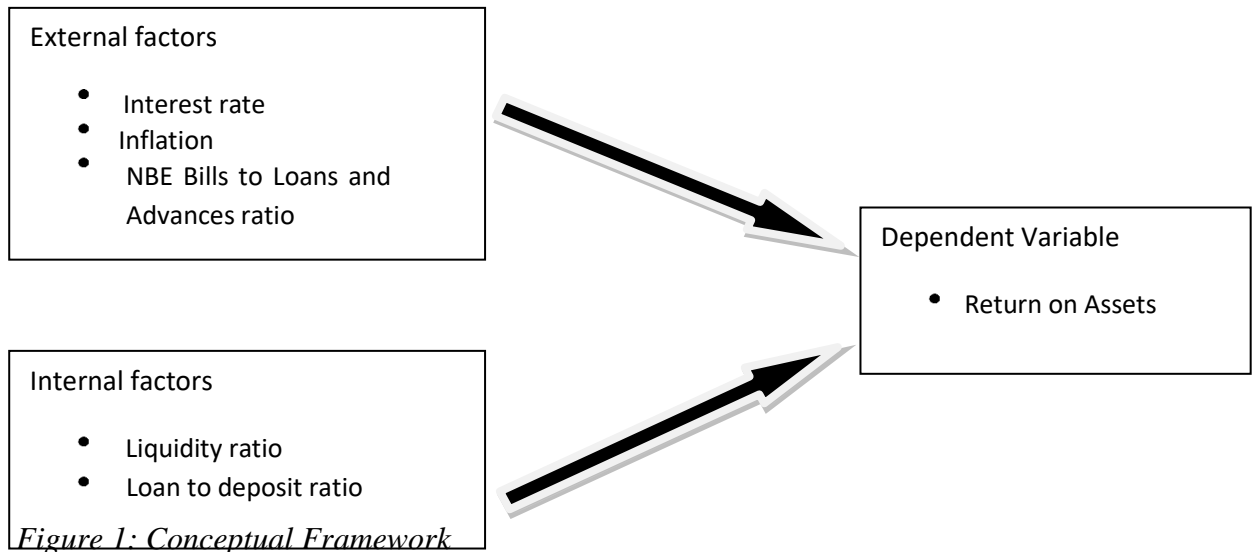 External factors
• Interest rate
• Inflation
• NBE Bills to Loans and
Advances ratio
Dependent Variable
• Return on Assets
Internal factors
• Liquidity ratio
• Loan to deposit ratio
Figure 1: Conceptual Framework